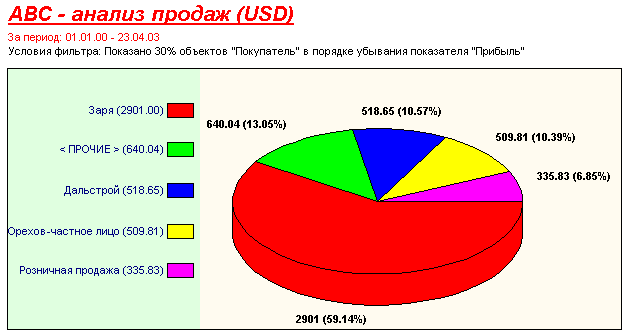 ABC - анализ продаж (USD)
За период: 01.01.00 - 23.04.03
Условия фильтра: Показано 30% объектов "Покупатель" в порядке убывания показателя "Прибыль"
Заря (2901.00)
< ПРОЧИЕ > (640.04)
Дальстрой (518.65)
Орехов-частное лицо (509.81)
Розничная продажа (335.83)
518.65 (10.57%)
640.04 (13.05%)
509.81 (10.39%)
335.83 (6.85%)
2901 (59.14%)